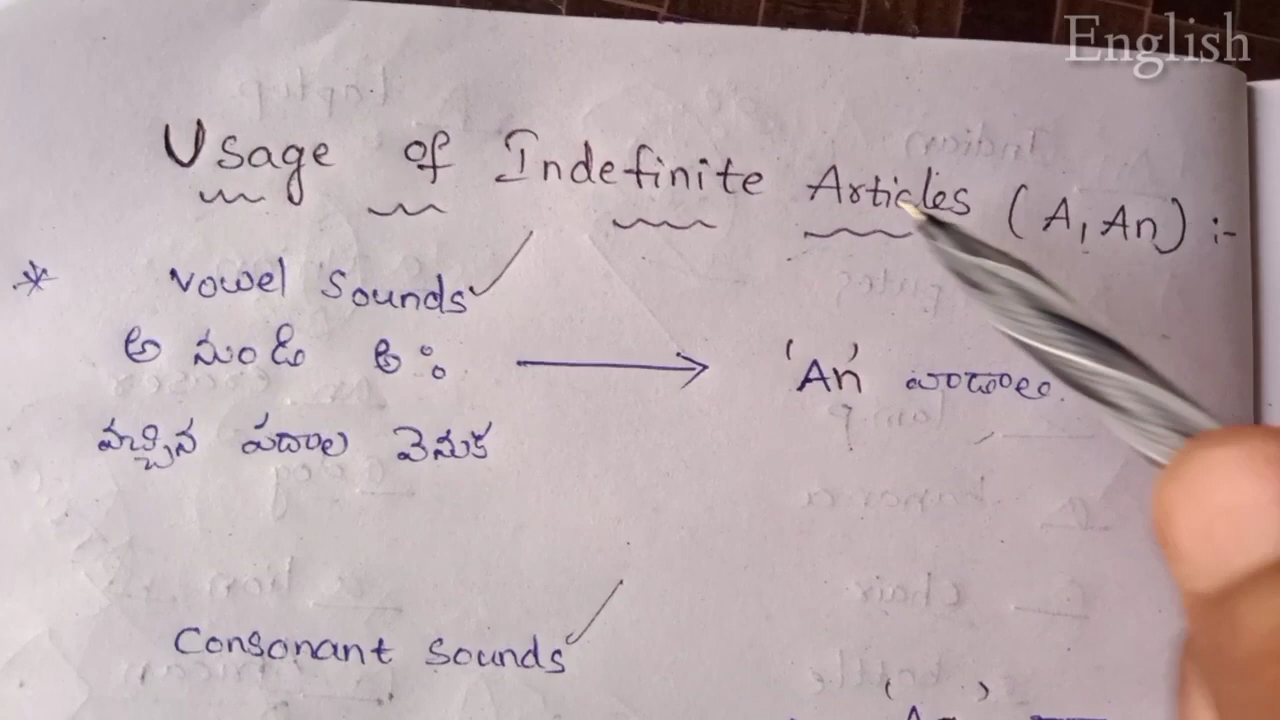 English
Usage of Indefinite Articles (A, An) :-
* Vowel Sounds ✓
అ నుండి అః → 'An' వాడాలి.
వచ్చిన పదాల వెనుక
Consonant Sounds ✓